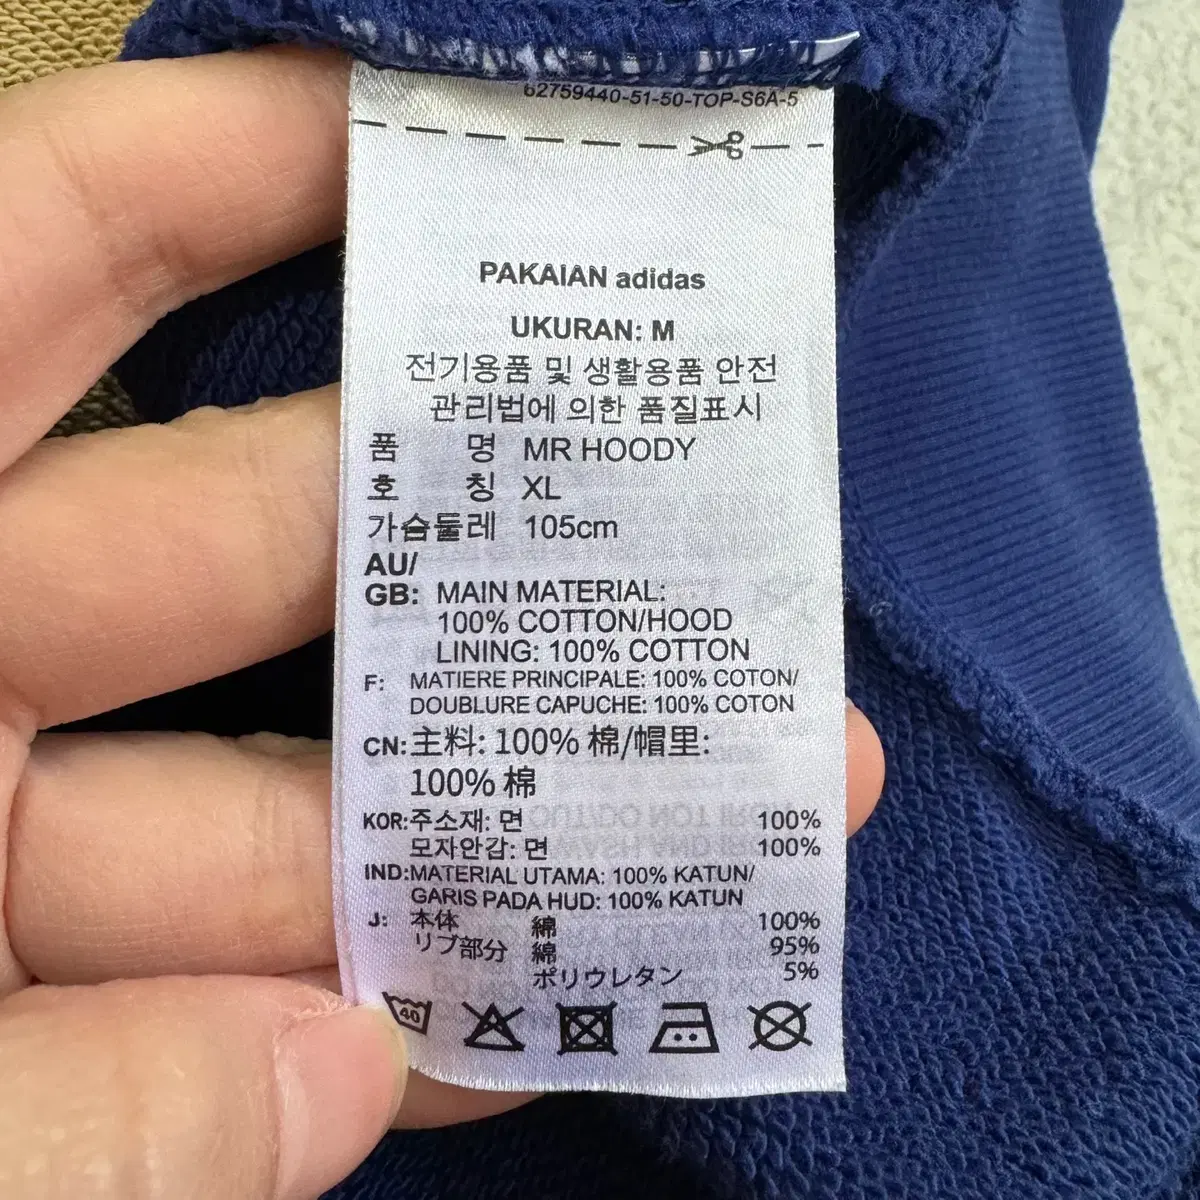 62759440-51-50-TOP-S6A-5
PAKAIAN adidas
UKURAN: M
전기용품 및 생활용품 안전
관리법에 의한 품질표시
품 명 MR HOODY
호 칭 XL
가슴둘레 105cm
AU/
GB: MAIN MATERIAL:
100% COTTON/HOOD
LINING: 100% COTTON
F: MATIERE PRINCIPALE: 100% COTON/
DOUBLURE CAPUCHE: 100% COTON
CN: 主料: 100% 棉/帽里:
100% 棉
KOR: 주소재: 면 100%
모자안감: 면 100%
IND: MATERIAL UTAMA: 100% KATUN/
GARIS PADA HUD: 100% KATUN
J: 本体 綿 100%
リブ部分 綿 95%
ポリウレタン 5%
40